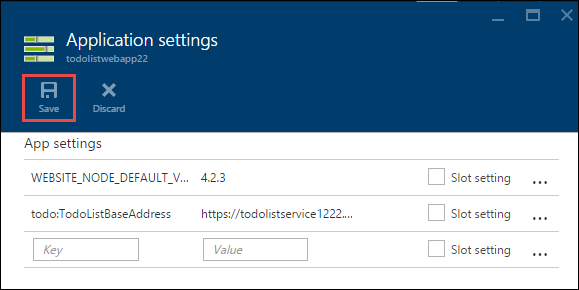 Application settings
todolistwebapp22
Save Discard
App settings
WEBSITE_NODE_DEFAULT_V... 4.2.3 Slot setting ...
todo:TodoListBaseAddress https://todolistservice1222.... Slot setting ...
Key Value Slot setting ...